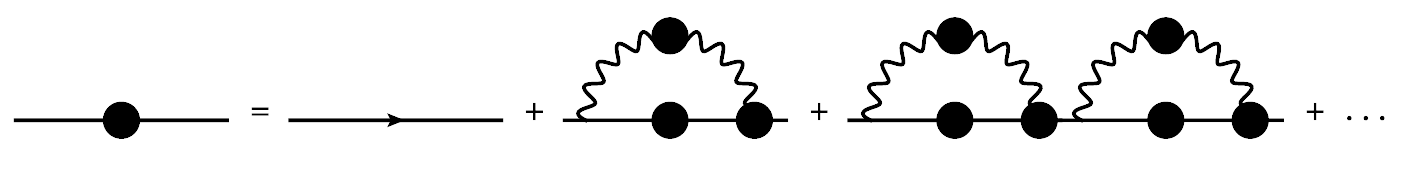 = + + + ...